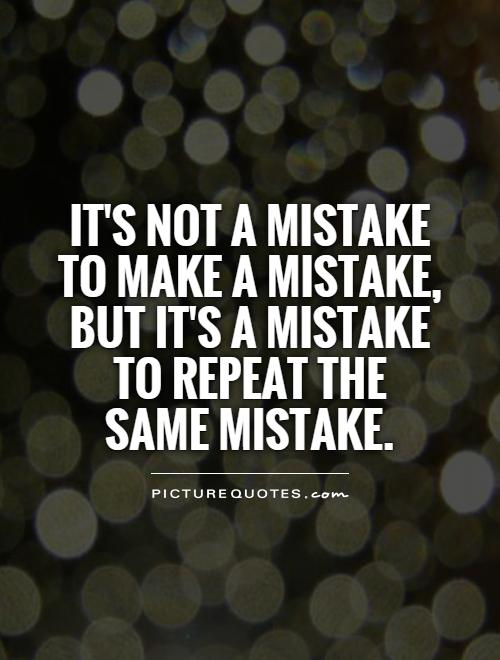 IT'S NOT A MISTAKE
TO MAKE A MISTAKE,
BUT IT'S A MISTAKE
TO REPEAT THE
SAME MISTAKE.
PICTUREQUOTES.com